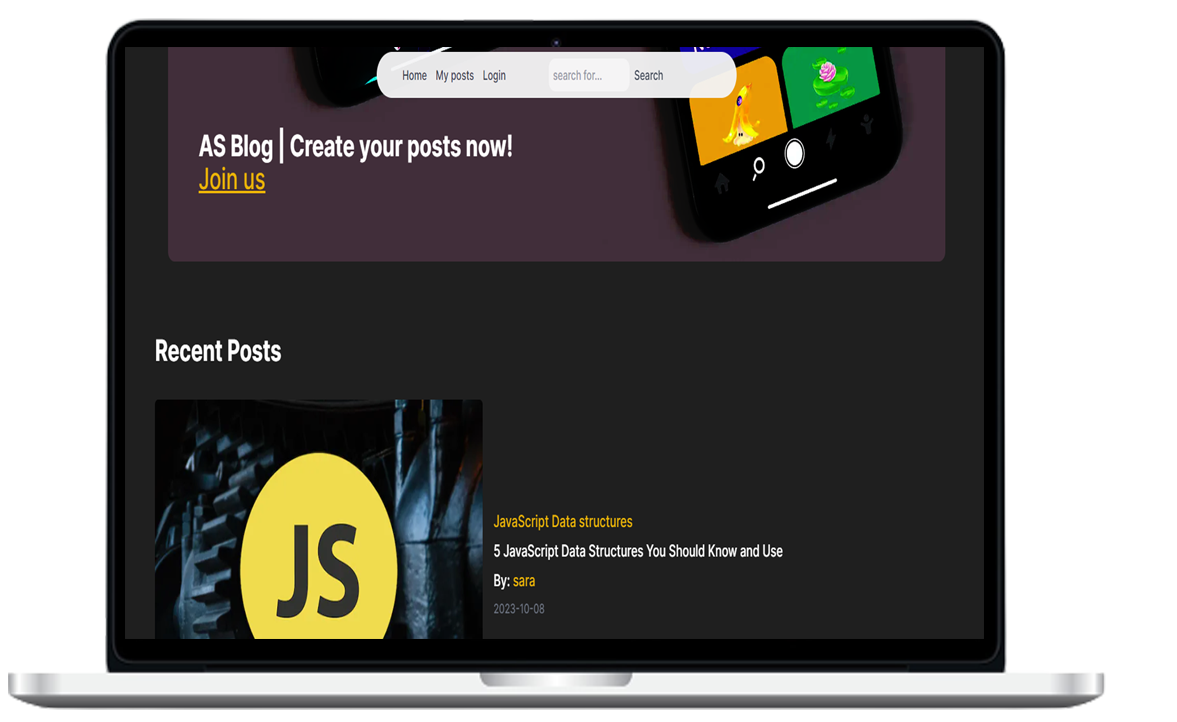 Home My posts Login search for... Search
AS Blog | Create your posts now!
Join us
Recent Posts
JS
JavaScript Data structures
5 JavaScript Data Structures You Should Know and Use
By: sara
2023-10-08